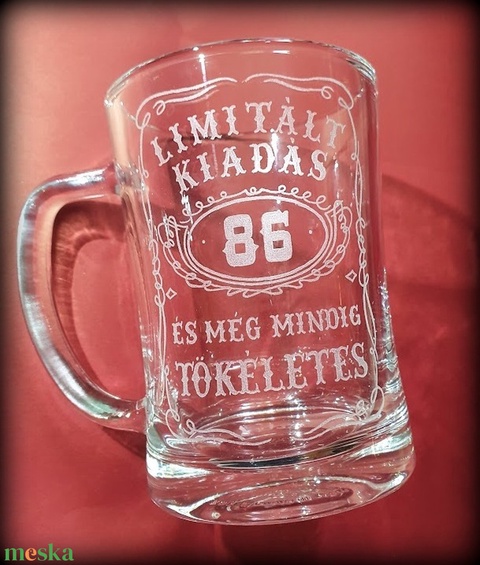 LIMITÁLT
KIADÁS
86
ÉS MÉG MINDIG
TÖKÉLETES
meska